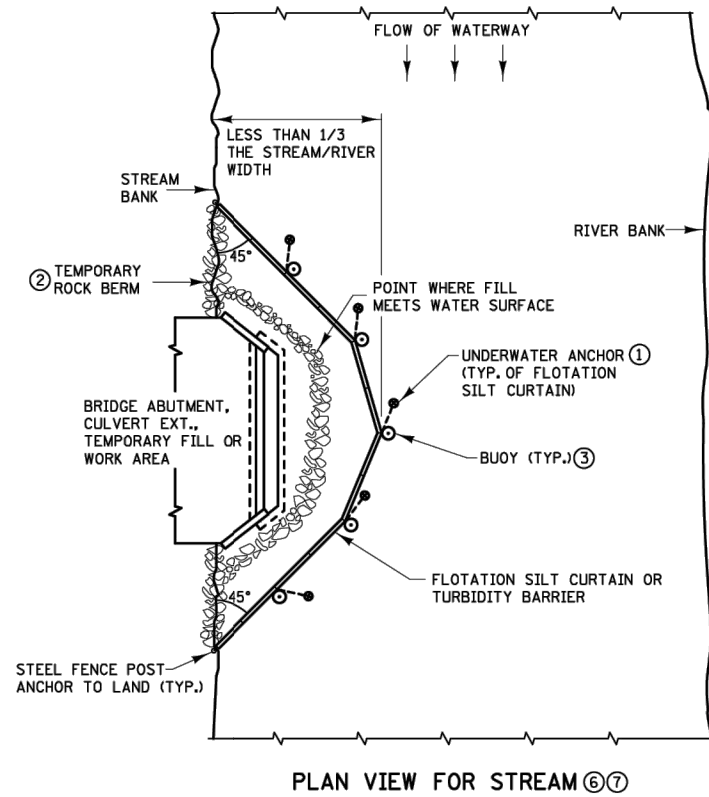 FLOW OF WATERWAY
LESS THAN 1/3
THE STREAM/RIVER
WIDTH
STREAM
BANK
RIVER BANK
45°
② TEMPORARY
ROCK BERM
POINT WHERE FILL
MEETS WATER SURFACE
UNDERWATER ANCHOR ①
(TYP. OF FLOTATION
SILT CURTAIN)
BRIDGE ABUTMENT,
CULVERT EXT.,
TEMPORARY FILL OR
WORK AREA
BUOY (TYP.) ③
FLOTATION SILT CURTAIN OR
TURBIDITY BARRIER
45°
STEEL FENCE POST
ANCHOR TO LAND (TYP.)
PLAN VIEW FOR STREAM ⑥⑦